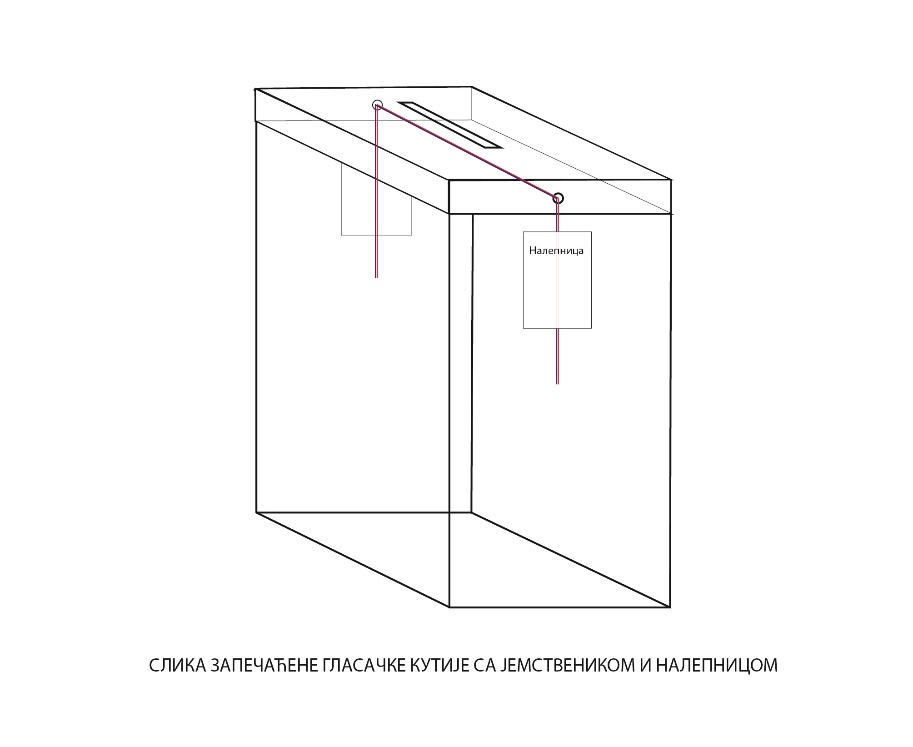 Налепница
СЛИКА ЗАПЕЧАЋЕНЕ ГЛАСАЧКЕ КУТИЈЕ СА ЈЕМСТВЕНИКОМ И НАЛЕПНИЦОМ